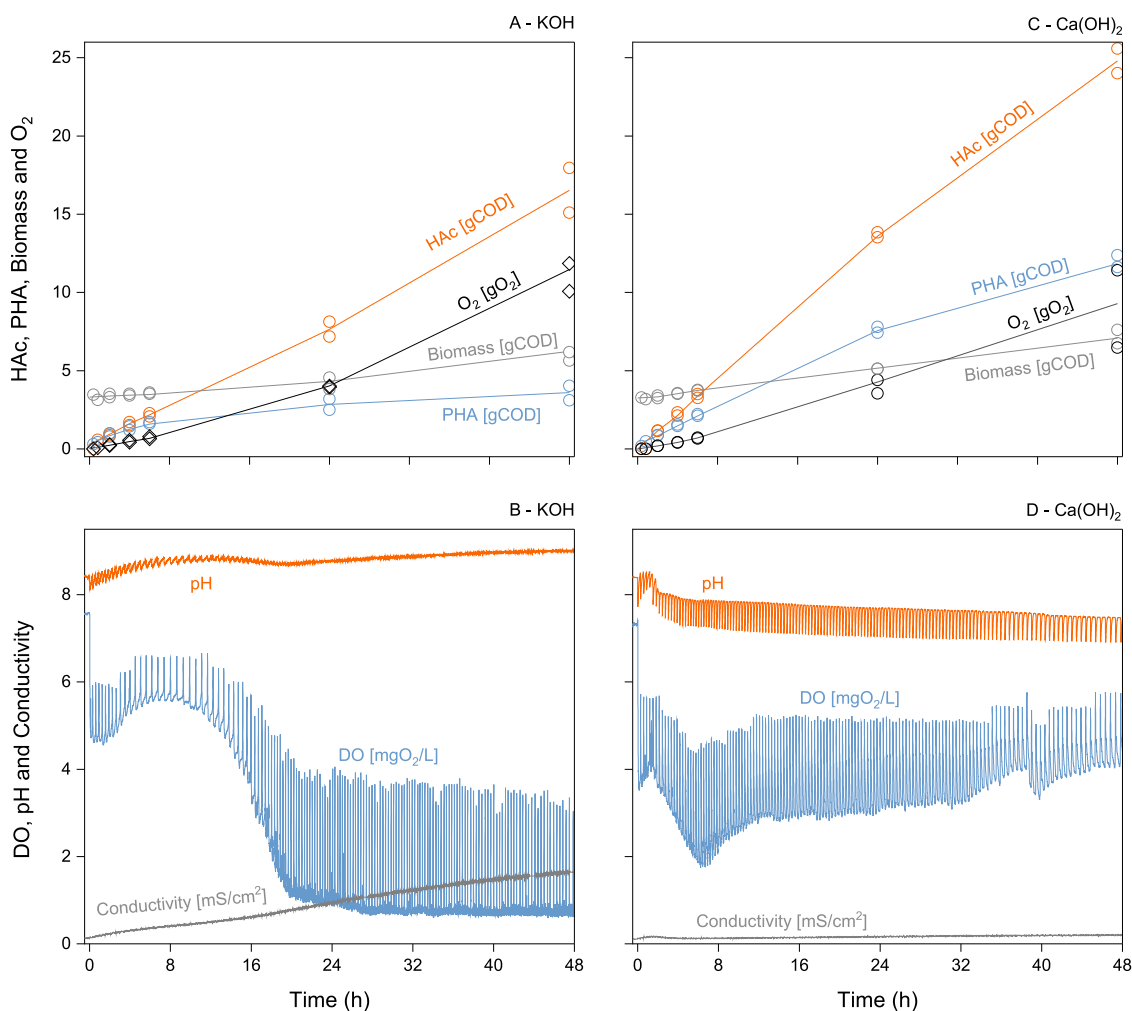 A - KOH
C - Ca(OH)₂
HAc, PHA, Biomass and O₂
25
20
15
10
5
0
HAc [gCOD]
O₂ [gO₂]
Biomass [gCOD]
PHA [gCOD]
HAc [gCOD]
PHA [gCOD]
O₂ [gO₂]
Biomass [gCOD]
B - KOH
D - Ca(OH)₂
DO, pH and Conductivity
8
6
4
2
0
pH
DO [mgO₂/L]
Conductivity [mS/cm²]
pH
DO [mgO₂/L]
Conductivity [mS/cm²]
0 8 16 24 32 40 48
0 8 16 24 32 40 48
Time (h)
Time (h)